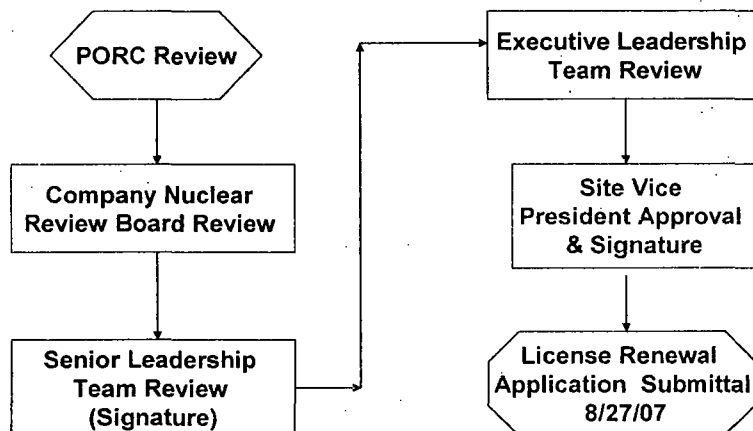 PORC Review
Company Nuclear
Review Board Review
Senior Leadership
Team Review
(Signature)
Executive Leadership
Team Review
Site Vice
President Approval
& Signature
License Renewal
Application Submittal
8/27/07